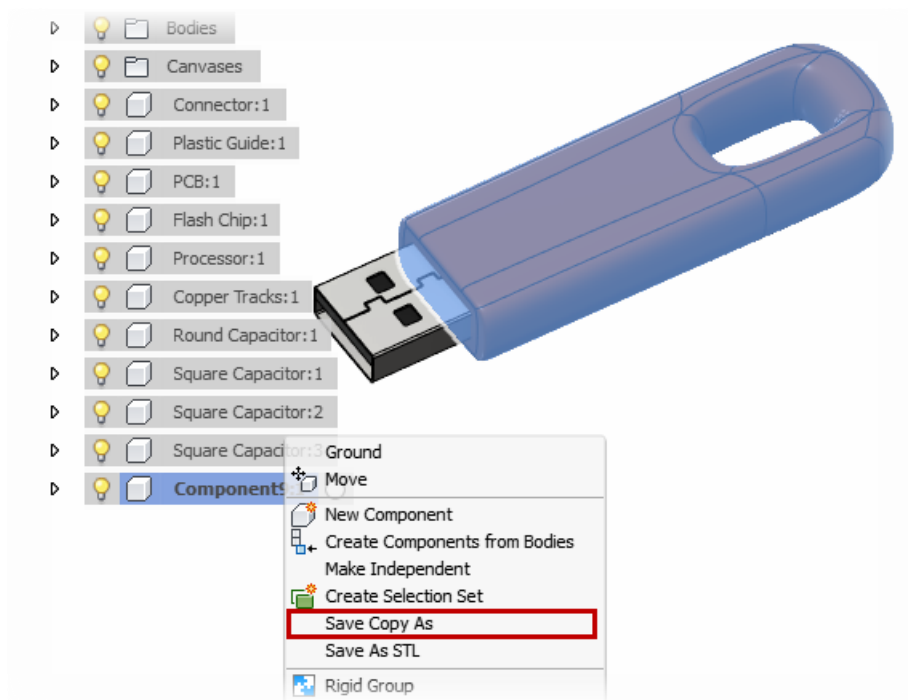 Bodies
Canvases
Connector:1
Plastic Guide:1
PCB:1
Flash Chip:1
Processor:1
Copper Tracks:1
Round Capacitor:1
Square Capacitor:1
Square Capacitor:2
Square Capacitor:3
Ground
Move
New Component
Create Components from Bodies
Make Independent
Create Selection Set
Save Copy As
Save As STL
Rigid Group